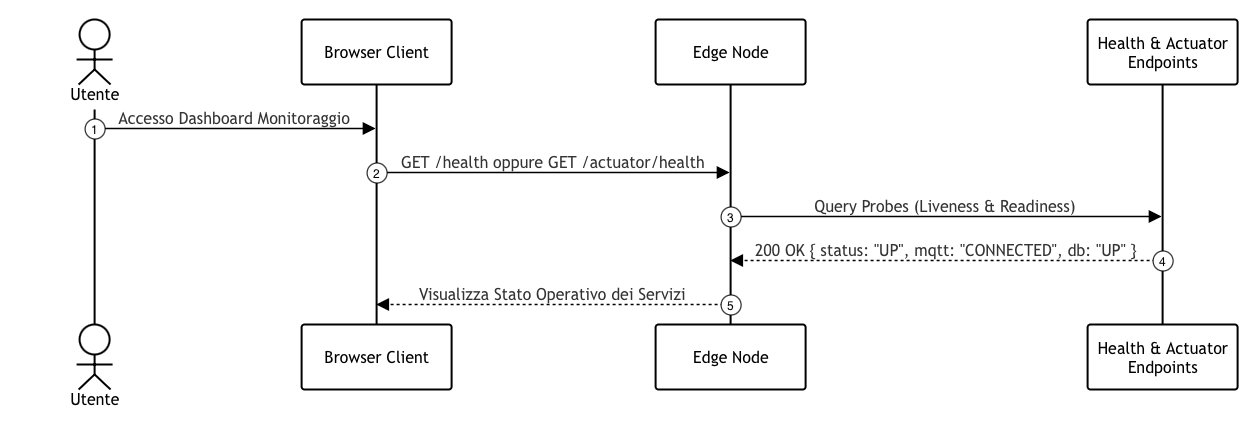 Utente
Browser Client
Edge Node
Health & Actuator
Endpoints
1
Accesso Dashboard Monitoraggio
2
GET /health oppure GET /actuator/health
3
Query Probes (Liveness & Readiness)
200 OK { status: "UP", mqtt: "CONNECTED", db: "UP" }
4
Visualizza Stato Operativo dei Servizi
5
Utente
Browser Client
Edge Node
Health & Actuator
Endpoints